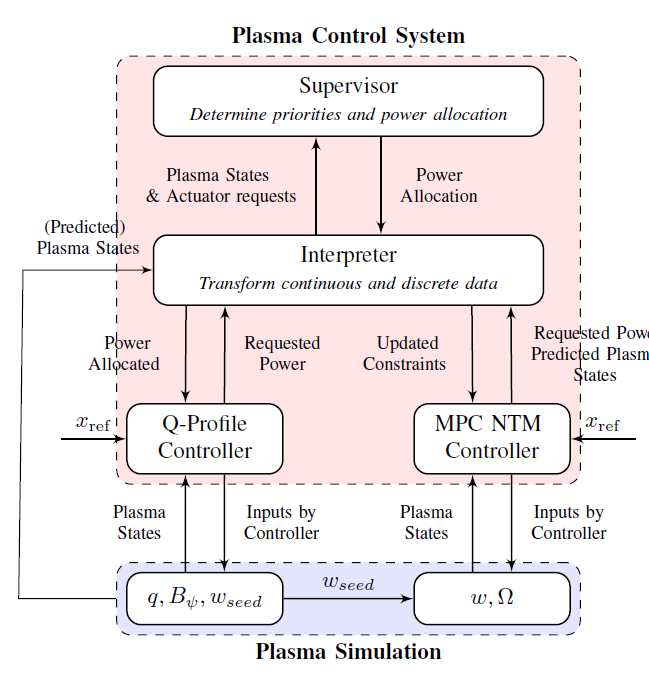 Plasma Control System
Supervisor
Determine priorities and power allocation
Plasma States
& Actuator requests
Power
Allocation
(Predicted)
Plasma States
Interpreter
Transform continuous and discrete data
Power
Allocated
Requested
Power
Updated
Constraints
Requested Powe
Predicted Plasm
States
x_ref
Q-Profile
Controller
MPC NTM
Controller
x_ref
Plasma
States
Inputs by
Controller
Plasma
States
Inputs by
Controller
q, B_ψ, w_seed
w_seed
w, Ω
Plasma Simulation